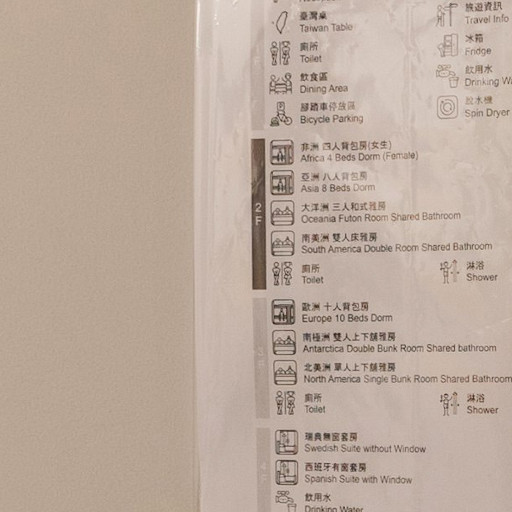 臺灣桌
Taiwan Table
廁所
Toilet
飲食區
Dining Area
腳踏車停放區
Bicycle Parking
旅遊資訊
Travel Info
冰箱
Fridge
飲用水
Drinking
脫水機
Spin Dryer
2F
非洲 四人背包房(女生)
Africa 4 Beds Dorm (Female)
亞洲 八人背包房
Asia 8 Beds Dorm
大洋洲 三人和式雅房
Oceania Futon Room Shared Bathroom
南美洲 雙人床雅房
South America Double Room Shared Bathroom
廁所
Toilet
淋浴
Shower
3F
歐洲 十人背包房
Europe 10 Beds Dorm
南極洲 雙人上下舖雅房
Antarctica Double Bunk Room Shared bathroom
北美洲 單人上下舖雅房
North America Single Bunk Room Shared Bathroom
廁所
Toilet
淋浴
Shower
瑞典無窗套房
Swedish Suite without Window
西班牙有窗套房
Spanish Suite with Window
飲用水
Drinking Water